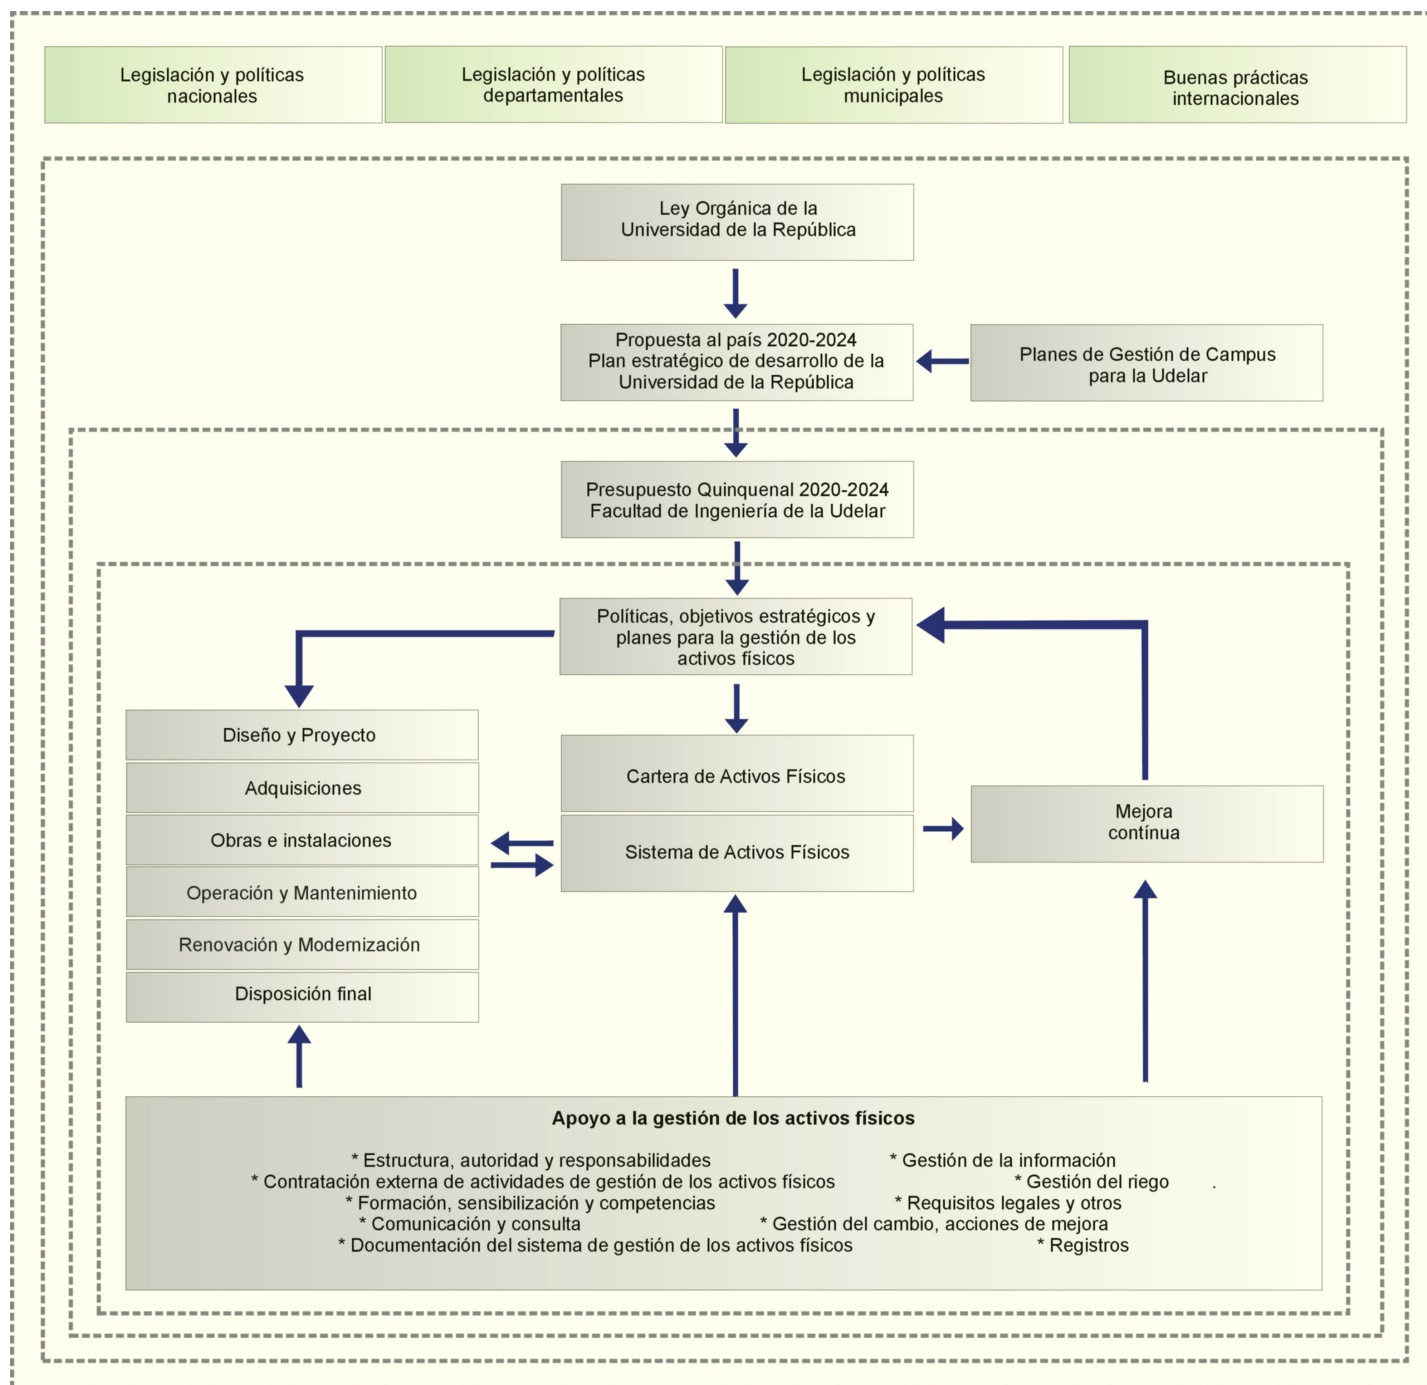 Legislación y políticas
nacionales
Legislación y políticas
departamentales
Legislación y políticas
municipales
Buenas prácticas
internacionales
Ley Orgánica de la
Universidad de la República
Propuesta al país 2020-2024
Plan estratégico de desarrollo de la
Universidad de la República
Planes de Gestión de Campus
para la Udelar
Presupuesto Quinquenal 2020-2024
Facultad de Ingeniería de la Udelar
Políticas, objetivos estratégicos y
planes para la gestión de los
activos físicos
Diseño y Proyecto
Adquisiciones
Obras e instalaciones
Operación y Mantenimiento
Renovación y Modernización
Disposición final
Cartera de Activos Físicos
Sistema de Activos Físicos
Mejora
contínua
Apoyo a la gestión de los activos físicos
* Estructura, autoridad y responsabilidades * Gestión de la información
* Contratación externa de actividades de gestión de los activos físicos * Gestión del riego .
* Formación, sensibilización y competencias * Requisitos legales y otros
* Comunicación y consulta * Gestión del cambio, acciones de mejora
* Documentación del sistema de gestión de los activos físicos * Registros